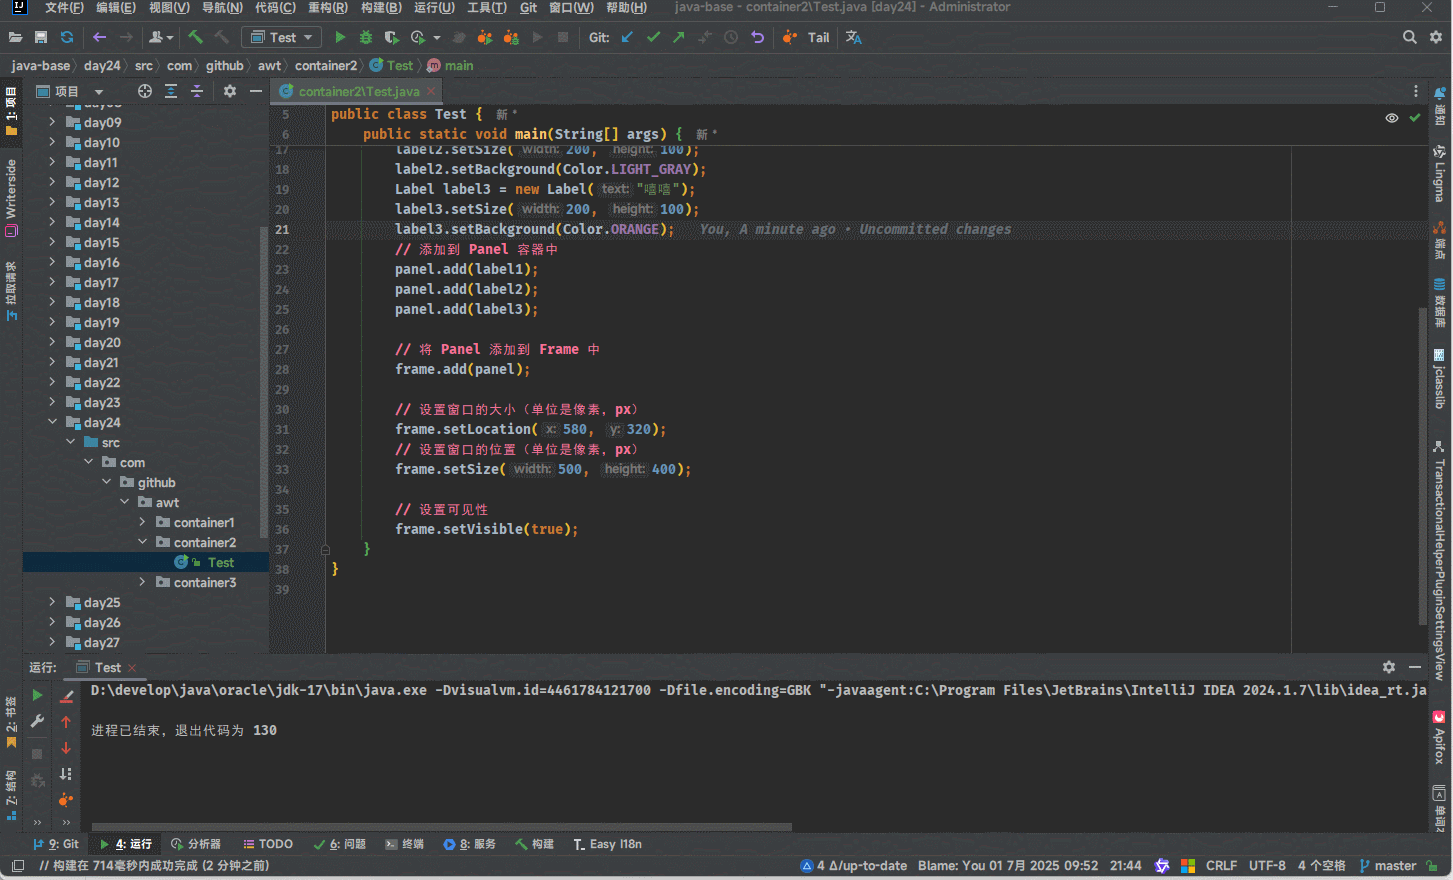 文件(F) 编辑(E) 视图(V) 导航(N) 代码(C) 重构(R) 构建(B) 运行(U) 工具(T) Git 窗口(W) 帮助(H) java-base - container2\Test.java [day24] - Administrator
Test Git: Tail
java-base day24 src com github awt container2 Test main
1: 项目
Writerside
拉取请求
2: 书签
7: 结构
项目
day09
day10
day11
day12
day13
day14
day15
day16
day17
day18
day19
day20
day21
day22
day23
day24
src
com
github
awt
container1
container2
Test
container3
day25
day26
day27
container2\Test.java
5 public class Test { 新 *
6 public static void main(String[] args) { 新 *
17 label2.setSize( width: 200, height: 100);
18 label2.setBackground(Color.LIGHT_GRAY);
19 Label label3 = new Label( text: "嘻嘻");
20 label3.setSize( width: 200, height: 100);
21 label3.setBackground(Color.ORANGE); You, A minute ago • Uncommitted changes
22 // 添加到 Panel 容器中
23 panel.add(label1);
24 panel.add(label2);
25 panel.add(label3);
26
27 // 将 Panel 添加到 Frame 中
28 frame.add(panel);
29
30 // 设置窗口的大小（单位是像素，px）
31 frame.setLocation( x: 580, y: 320);
32 // 设置窗口的位置（单位是像素，px）
33 frame.setSize( width: 500, height: 400);
34
35 // 设置可见性
36 frame.setVisible(true);
37 }
38 }
39
通知
Lingma
端点
数据库
jclasslib
TransactionalHelperPluginSettingsView
Apifox
运行: Test
D:\develop\java\oracle\jdk-17\bin\java.exe -Dvisualvm.id=4461784121700 -Dfile.encoding=GBK "-javaagent:C:\Program Files\JetBrains\IntelliJ IDEA 2024.1.7\lib\idea_rt.ja
进程已结束，退出代码为 130
9: Git 4: 运行 分析器 TODO 6: 问题 终端 8: 服务 构建 Easy I18n
// 构建在 714毫秒内成功完成 (2 分钟之前) 4 Δ/up-to-date Blame: You 01 7月 2025 09:52 21:44 CRLF UTF-8 4 个空格 master